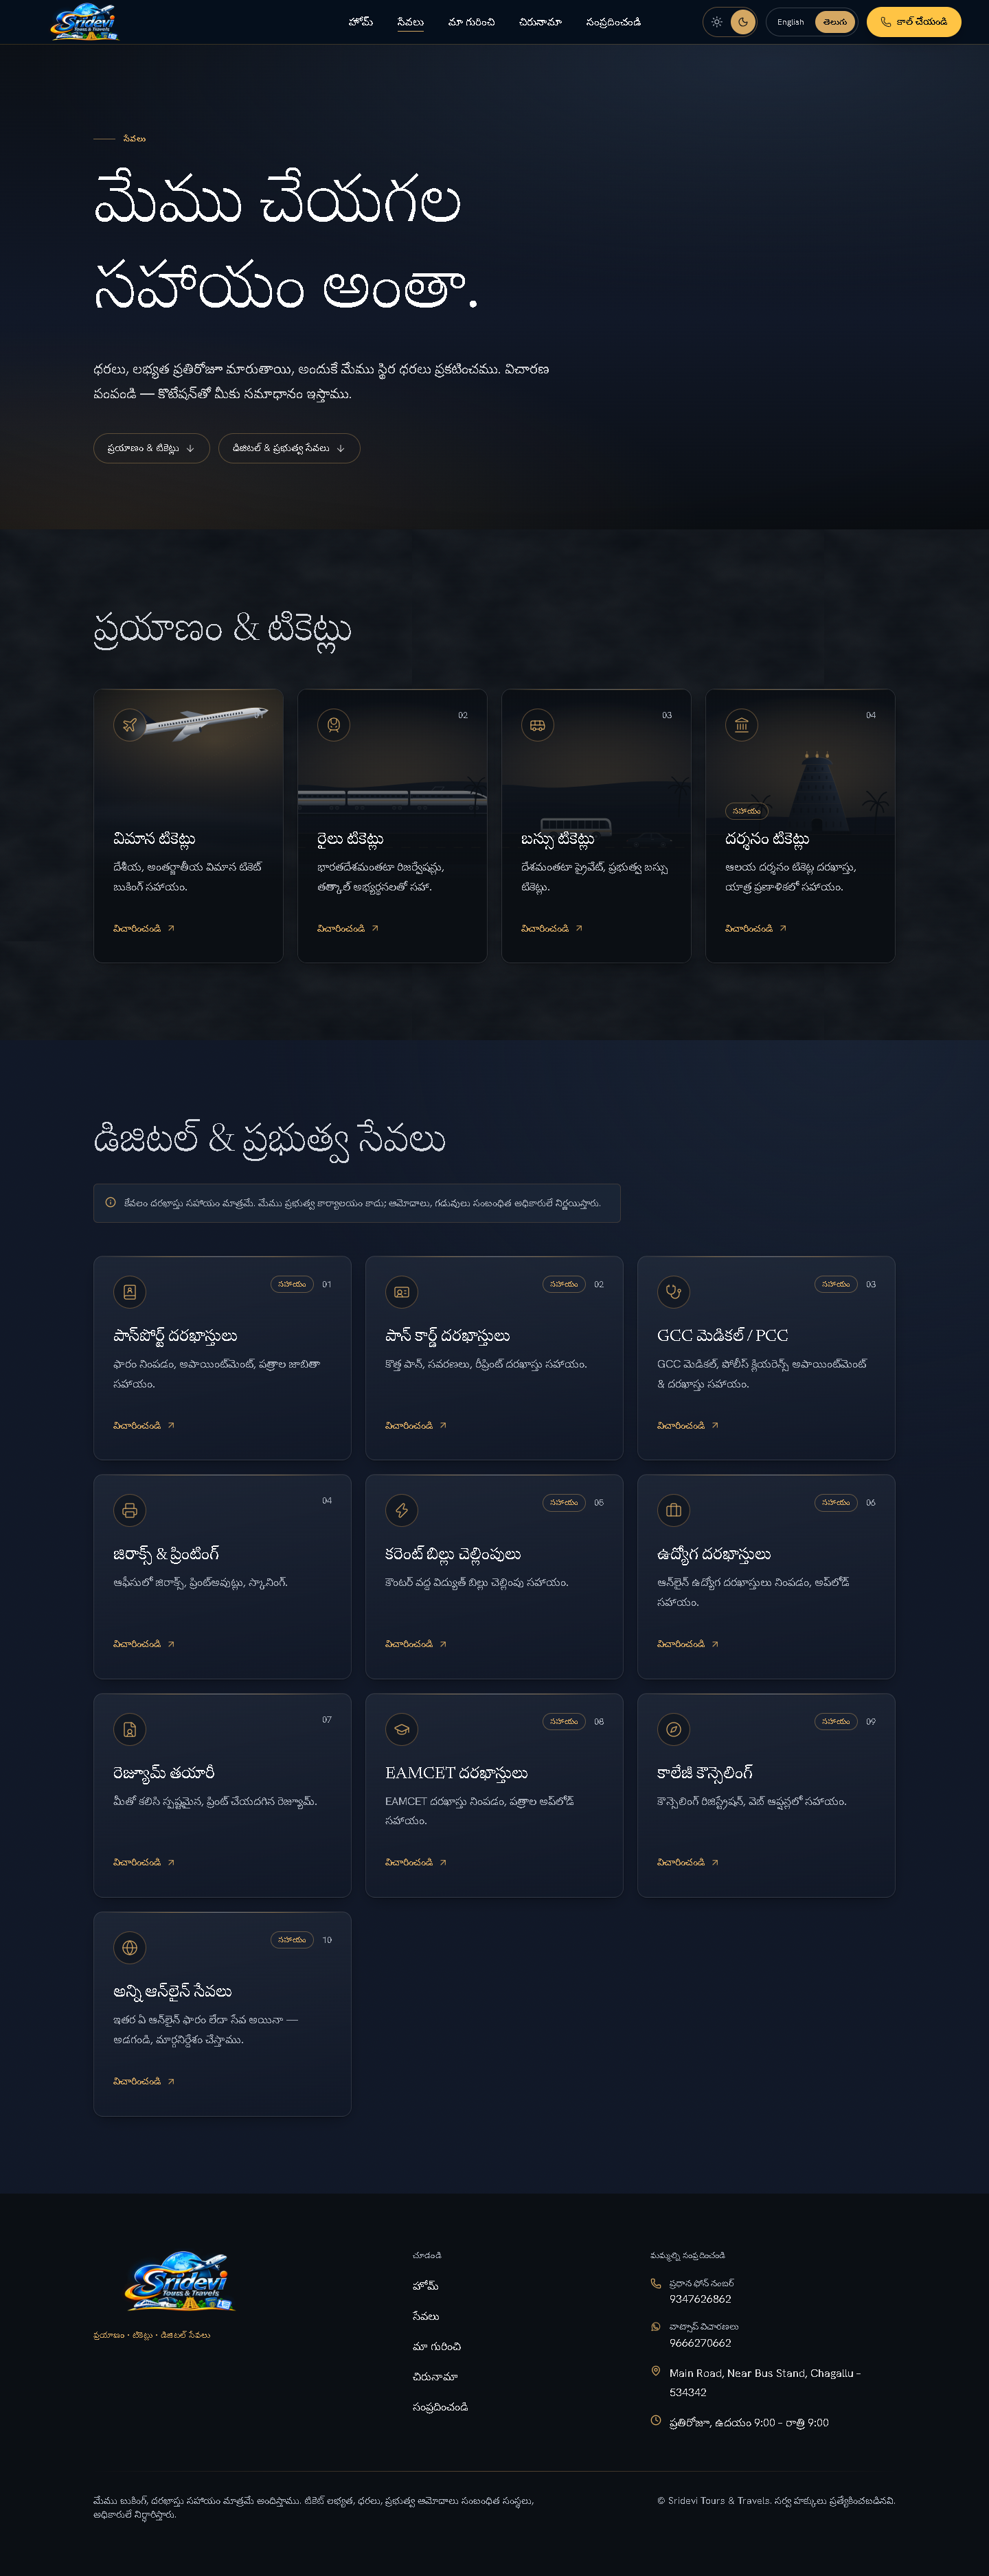 Sridevi
Tours & Travels
హోమ్
సేవలు
మా గురించి
చిరునామా
సంప్రదించండి
English
తెలుగు
కాల్ చేయండి
సేవలు
మేము చేయగల
సహాయం అంతా.
ధరలు, లభ్యత ప్రతిరోజూ మారుతాయి, అందుకే మేము స్థిర ధరలు ప్రకటించము. విచారణ
పంపండి — కొటేషన్‌తో మీకు సమాధానం ఇస్తాము.
ప్రయాణం & టికెట్లు
డిజిటల్ & ప్రభుత్వ సేవలు
ప్రయాణం & టికెట్లు
01
విమాన టికెట్లు
దేశీయ, అంతర్జాతీయ విమాన టికెట్
బుకింగ్ సహాయం.
విచారించండి
02
రైలు టికెట్లు
భారతదేశమంతటా రిజర్వేషన్లు,
తత్కాల్ అభ్యర్థనలతో సహా.
విచారించండి
03
బస్సు టికెట్లు
దేశమంతటా ప్రైవేట్, ప్రభుత్వ బస్సు
టికెట్లు.
విచారించండి
04
సహాయం
దర్శనం టికెట్లు
ఆలయ దర్శనం టికెట్ల దరఖాస్తు,
యాత్ర ప్రణాళికలో సహాయం.
విచారించండి
డిజిటల్ & ప్రభుత్వ సేవలు
కేవలం దరఖాస్తు సహాయం మాత్రమే. మేము ప్రభుత్వ కార్యాలయం కాదు; ఆమోదాలు, గడువులు సంబంధిత అధికారులే నిర్ణయిస్తారు.
సహాయం 01
పాస్‌పోర్ట్ దరఖాస్తులు
ఫారం నింపడం, అపాయింట్‌మెంట్, పత్రాల జాబితా
సహాయం.
విచారించండి
సహాయం 02
పాన్ కార్డ్ దరఖాస్తులు
కొత్త పాన్, సవరణలు, రీప్రింట్ దరఖాస్తు సహాయం.
విచారించండి
సహాయం 03
GCC మెడికల్ / PCC
GCC మెడికల్, పోలీస్ క్లియరెన్స్ అపాయింట్‌మెంట్
& దరఖాస్తు సహాయం.
విచారించండి
04
జిరాక్స్ & ప్రింటింగ్
ఆఫీసులో జిరాక్స్, ప్రింట్‌అవుట్లు, స్కానింగ్.
విచారించండి
సహాయం 05
కరెంట్ బిల్లు చెల్లింపులు
కౌంటర్ వద్ద విద్యుత్ బిల్లు చెల్లింపు సహాయం.
విచారించండి
సహాయం 06
ఉద్యోగ దరఖాస్తులు
ఆన్‌లైన్ ఉద్యోగ దరఖాస్తులు నింపడం, అప్‌లోడ్
సహాయం.
విచారించండి
07
రెజ్యూమ్ తయారీ
మీతో కలిసి స్పష్టమైన, ప్రింట్ చేయదగిన రెజ్యూమ్.
విచారించండి
సహాయం 08
EAMCET దరఖాస్తులు
EAMCET దరఖాస్తు నింపడం, పత్రాల అప్‌లోడ్
సహాయం.
విచారించండి
సహాయం 09
కాలేజీ కౌన్సెలింగ్
కౌన్సెలింగ్ రిజిస్ట్రేషన్, వెబ్ ఆప్షన్లలో సహాయం.
విచారించండి
సహాయం 10
అన్ని ఆన్‌లైన్ సేవలు
ఇతర ఏ ఆన్‌లైన్ ఫారం లేదా సేవ అయినా —
అడగండి, మార్గనిర్దేశం చేస్తాము.
విచారించండి
Sridevi
Tours & Travels
ప్రయాణం • టికెట్లు • డిజిటల్ సేవలు
చూడండి
హోమ్
సేవలు
మా గురించి
చిరునామా
సంప్రదించండి
మమ్మల్ని సంప్రదించండి
ప్రధాన ఫోన్ నంబర్
9347626862
వాట్సాప్ విచారణలు
9666270662
Main Road, Near Bus Stand, Chagallu –
534342
ప్రతిరోజూ, ఉదయం 9:00 – రాత్రి 9:00
మేము బుకింగ్, దరఖాస్తు సహాయం మాత్రమే అందిస్తాము. టికెట్ లభ్యత, ధరలు, ప్రభుత్వ ఆమోదాలు సంబంధిత సంస్థలు,
అధికారులే నిర్ధారిస్తారు.
© Sridevi Tours & Travels. సర్వ హక్కులు ప్రత్యేకించబడినవి.